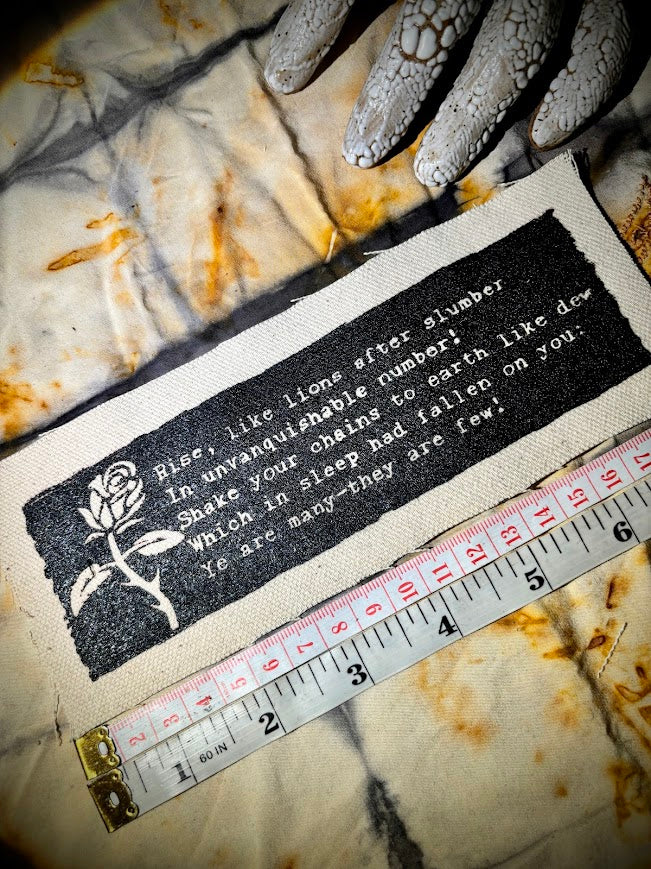 Rise, like lions after slumber
In unvanquishable number!
Shake your chains to earth like dew
Which in sleep had fallen on you:
Ye are many—they are few!
2 3 4 5 6 7 8 9 10 11 12 13 14 15 16 17
1 60 IN 2 3 4 5 6